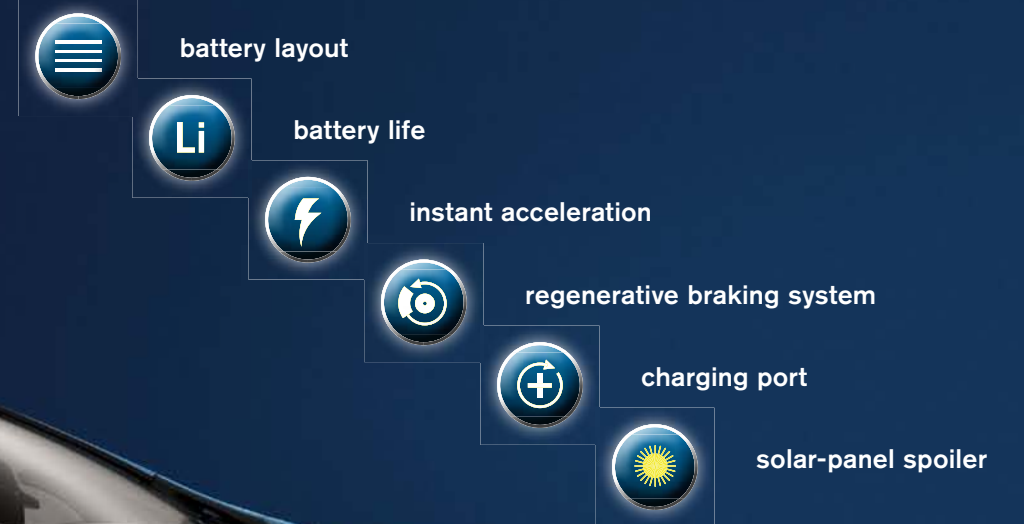 battery layout
Li
battery life
instant acceleration
regenerative braking system
charging port
solar-panel spoiler